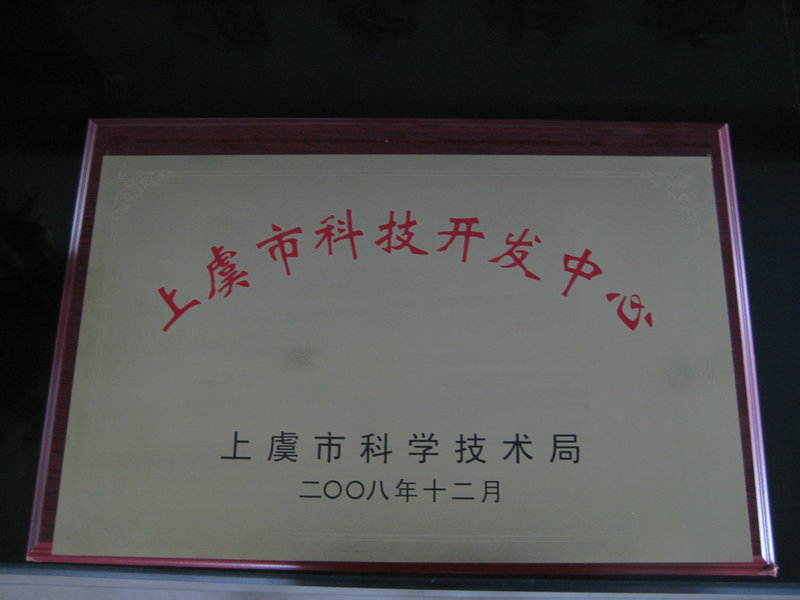 上虞市科技开发中心
上虞市科学技术局
二〇〇八年十二月